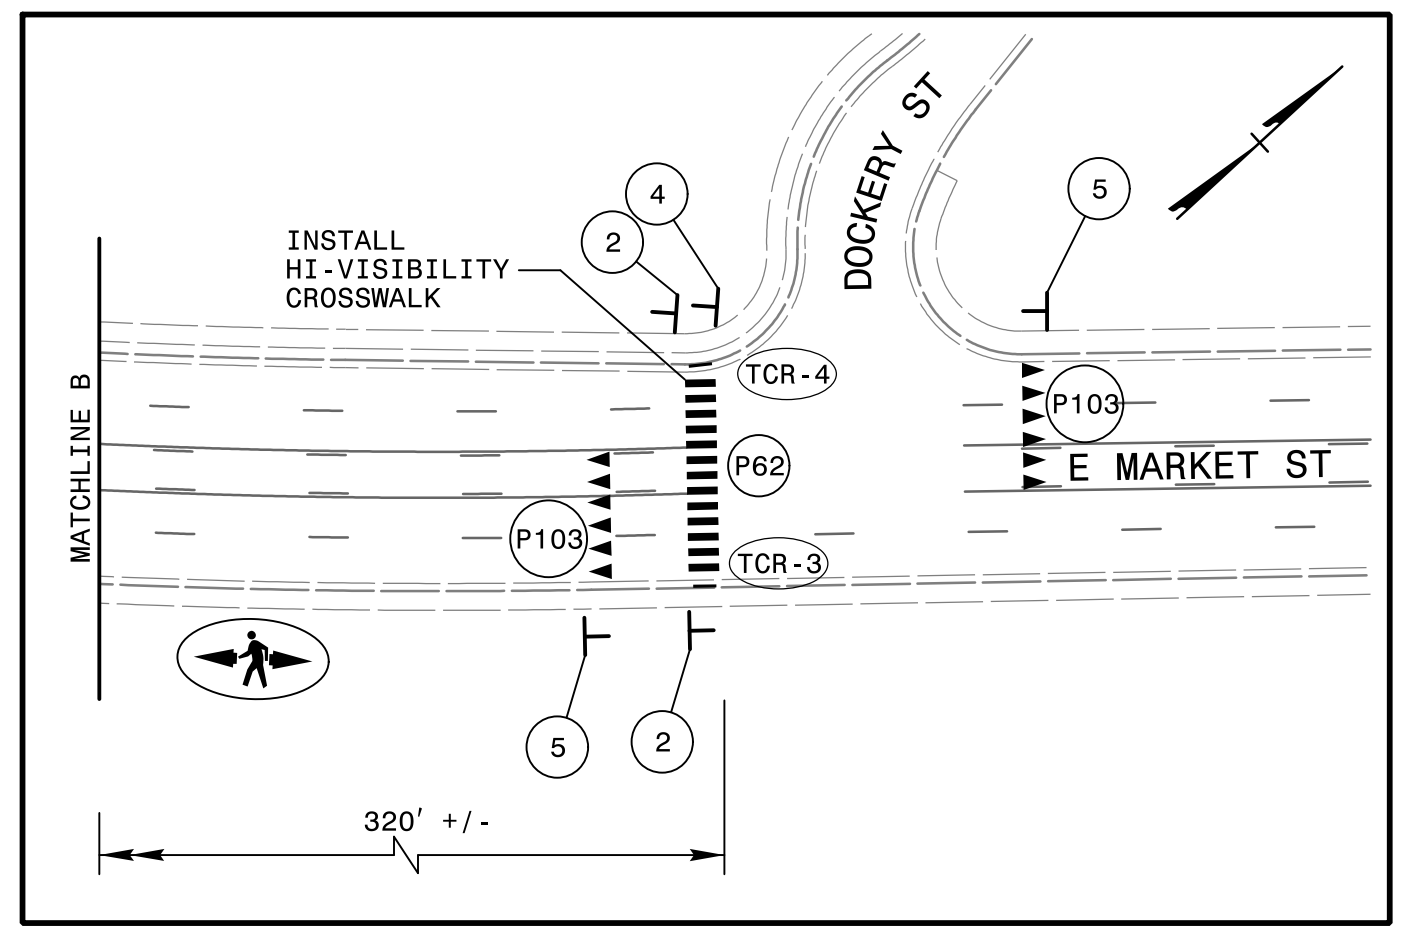 DOCKERY ST
4
5
2
INSTALL
HI-VISIBILITY
CROSSWALK
MATCHLINE B
TCR-4
P103
P62
E MARKET ST
P103
TCR-3
5
2
320' +/-